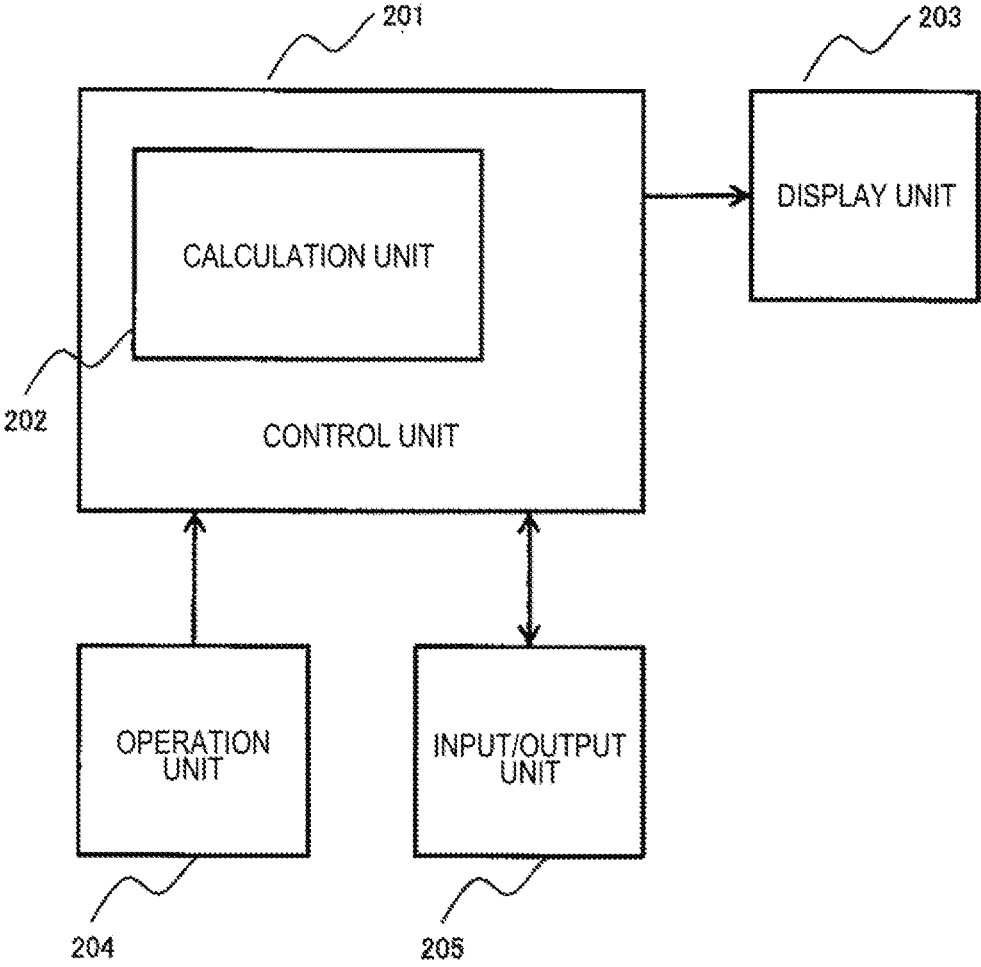 201
203
DISPLAY UNIT
CALCULATION UNIT
202
CONTROL UNIT
OPERATION
UNIT
INPUT/OUTPUT
UNIT
204
205